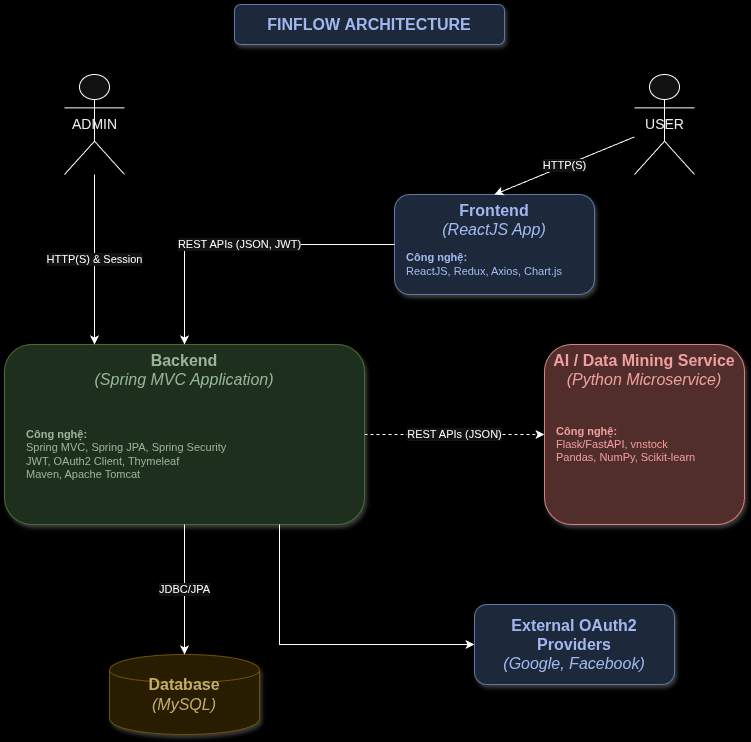 FINFLOW ARCHITECTURE
ADMIN
USER
HTTP(S)
Frontend
(ReactJS App)
Công nghệ:
ReactJS, Redux, Axios, Chart.js
REST APIs (JSON, JWT)
HTTP(S) & Session
Backend
(Spring MVC Application)
Công nghệ:
Spring MVC, Spring JPA, Spring Security
JWT, OAuth2 Client, Thymeleaf
Maven, Apache Tomcat
REST APIs (JSON)
AI / Data Mining Service
(Python Microservice)
Công nghệ:
Flask/FastAPI, vnstock
Pandas, NumPy, Scikit-learn
JDBC/JPA
External OAuth2
Providers
(Google, Facebook)
Database
(MySQL)